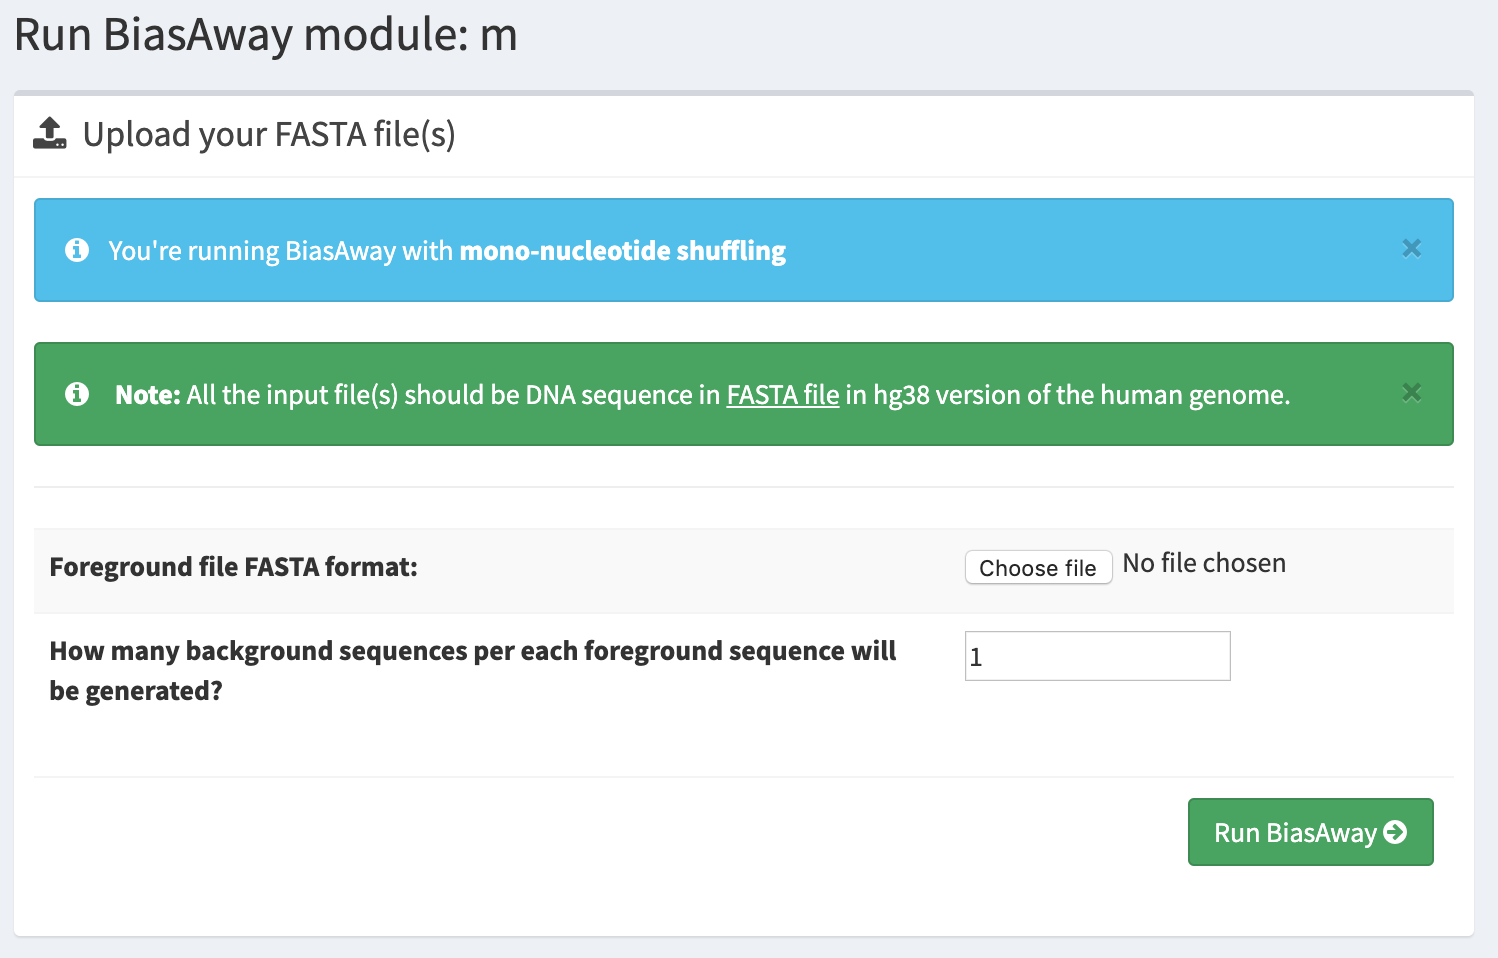 Run BiasAway module: m
Upload your FASTA file(s)
You're running BiasAway with mono-nucleotide shuffling
Note: All the input file(s) should be DNA sequence in FASTA file in hg38 version of the human genome.
Foreground file FASTA format:
Choose file No file chosen
How many background sequences per each foreground sequence will
be generated?
1
Run BiasAway